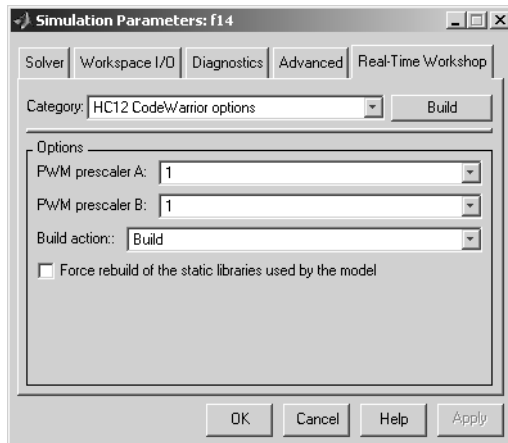 Simulation Parameters: f14
Solver Workspace I/O Diagnostics Advanced Real-Time Workshop
Category: HC12 CodeWarrior options Build
Options
PWM prescaler A: 1
PWM prescaler B: 1
Build action:: Build
Force rebuild of the static libraries used by the model
OK Cancel Help Apply